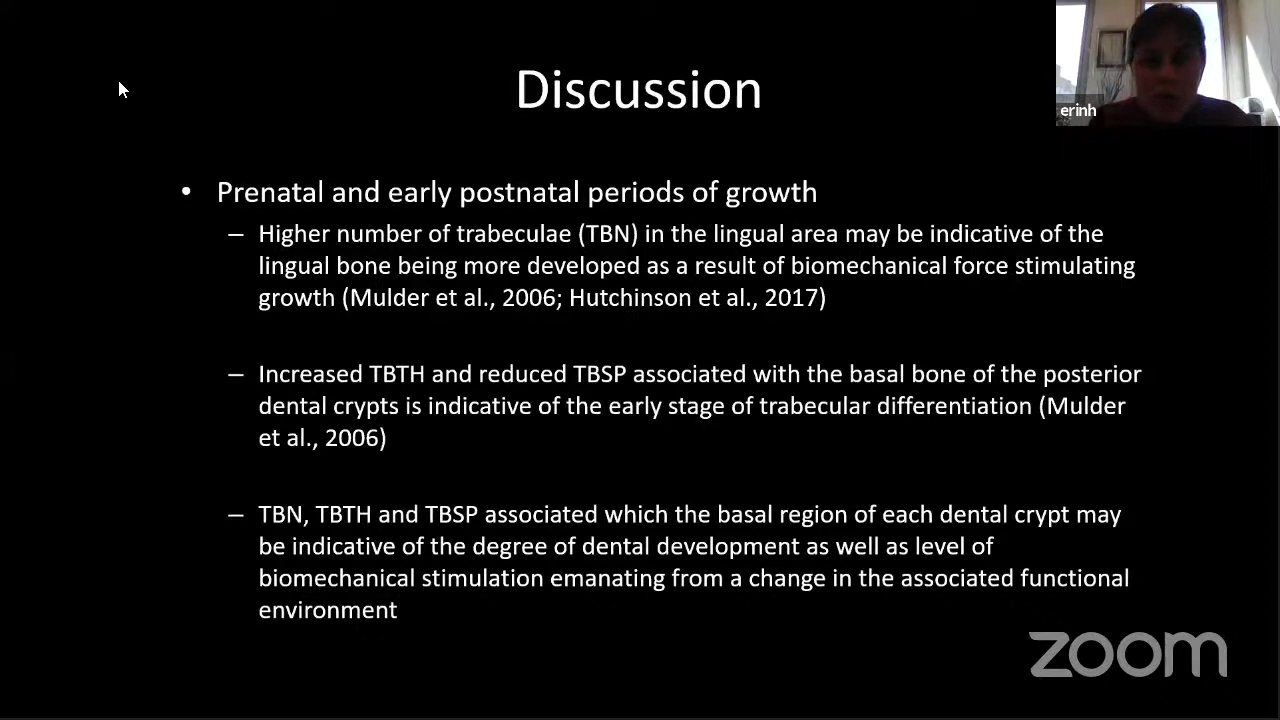 Discussion
erinh
• Prenatal and early postnatal periods of growth
– Higher number of trabeculae (TBN) in the lingual area may be indicative of the
lingual bone being more developed as a result of biomechanical force stimulating
growth (Mulder et al., 2006; Hutchinson et al., 2017)
– Increased TBTH and reduced TBSP associated with the basal bone of the posterior
dental crypts is indicative of the early stage of trabecular differentiation (Mulder
et al., 2006)
– TBN, TBTH and TBSP associated which the basal region of each dental crypt may
be indicative of the degree of dental development as well as level of
biomechanical stimulation emanating from a change in the associated functional
environment
zoom